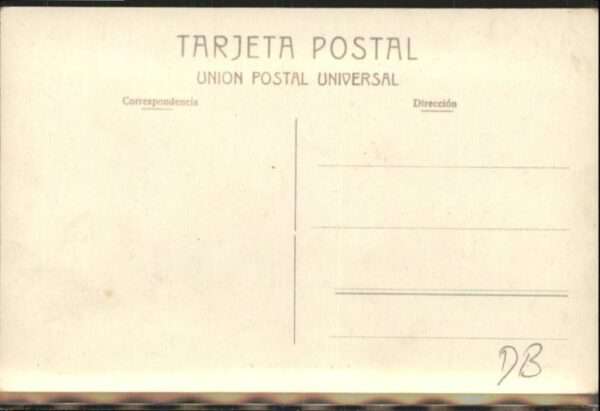 TARJETA POSTAL
UNION POSTAL UNIVERSAL
Correspondencia
Dirección
DB